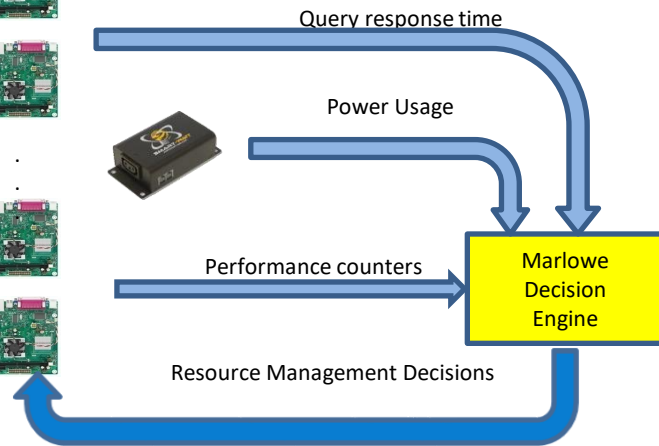 Query response time
Power Usage
Performance counters
Marlowe
Decision
Engine
Resource Management Decisions